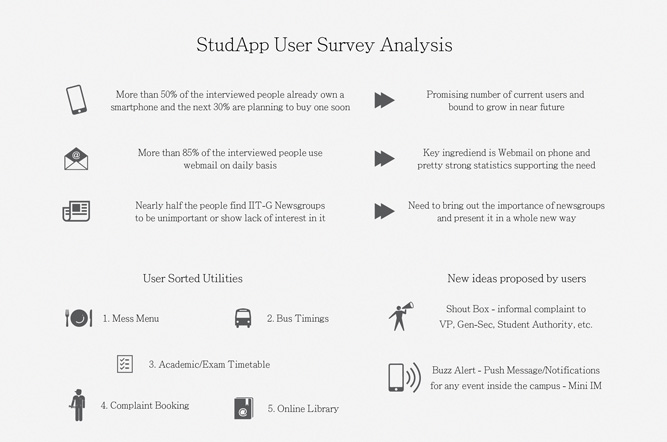 StudApp User Survey Analysis
More than 50% of the interviewed people already own a
smartphone and the next 30% are planning to buy one soon
Promising number of current users and
bound to grow in near future
More than 85% of the interviewed people use
webmail on daily basis
Key ingrediend is Webmail on phone and
pretty strong statistics supporting the need
Nearly half the people find IIT-G Newsgroups
to be unimportant or show lack of interest in it
Need to bring out the importance of newsgroups
and present it in a whole new way
User Sorted Utilities
1. Mess Menu
2. Bus Timings
3. Academic/Exam Timetable
4. Complaint Booking
5. Online Library
New ideas proposed by users
Shout Box - informal complaint to
VP, Gen-Sec, Student Authority, etc.
Buzz Alert - Push Message/Notifications
for any event inside the campus - Mini IM